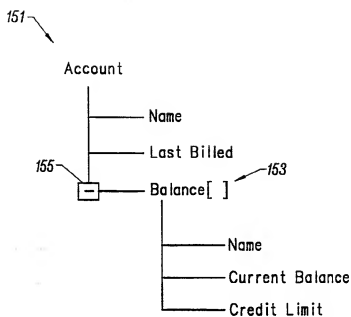 151
Account
Name
Last Billed
155
- Balance[ ] 153
Name
Current Balance
Credit Limit